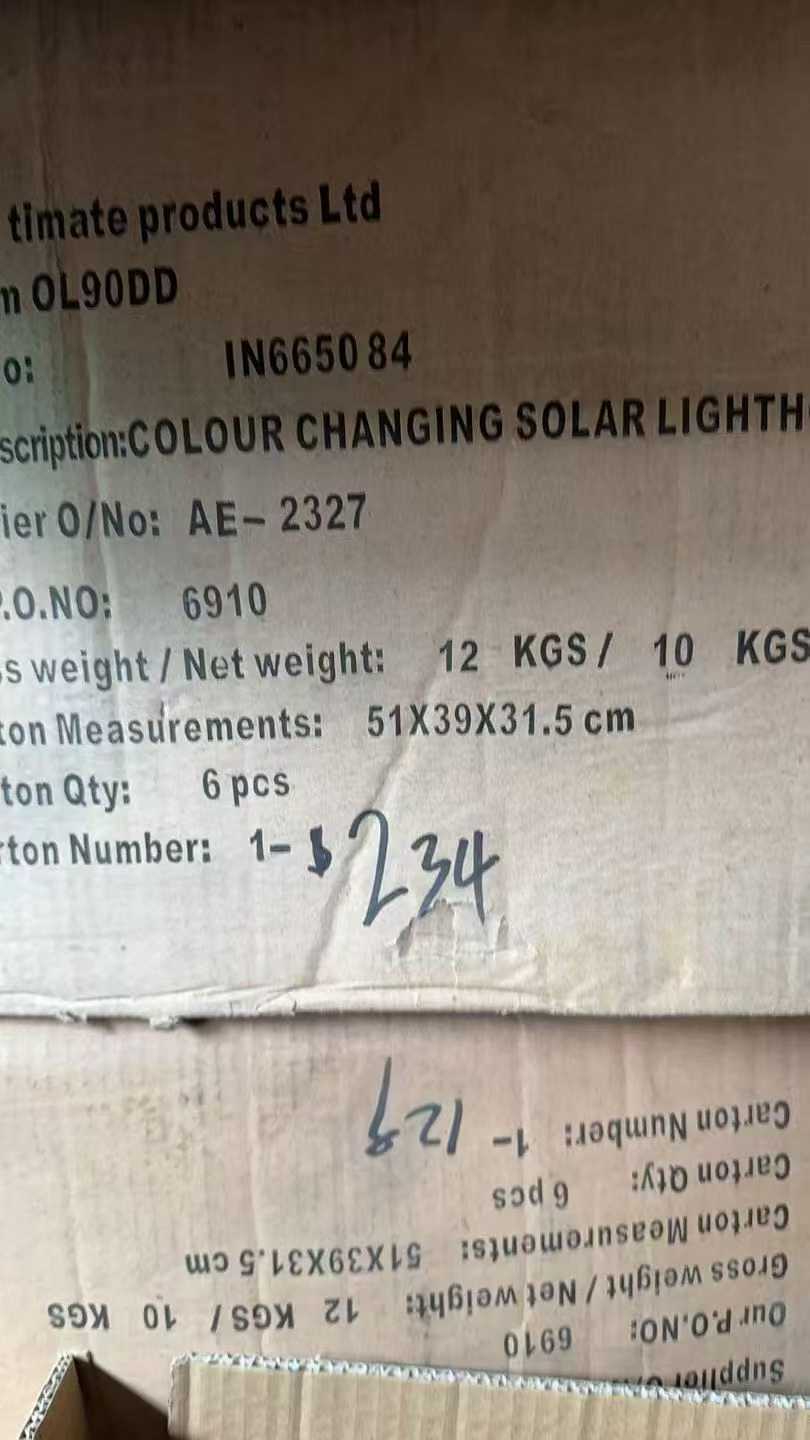 timate products Ltd
OL90DD
o: IN6650 84
scription:COLOUR CHANGING SOLAR LIGHTH
ier O/No: AE- 2327
.O.NO: 6910
s weight / Net weight: 12 KGS / 10 KGS
ton Measurements: 51X39X31.5 cm
ton Qty: 6 pcs
rton Number: 1- 234
Supplier
Our P.O.NO: 6910
Gross weight / Net weight: 12 KGS / 10 KGS
Carton Measurements: 51X39X31.5 cm
Carton Qty: 6 pcs
Carton Number: 1-